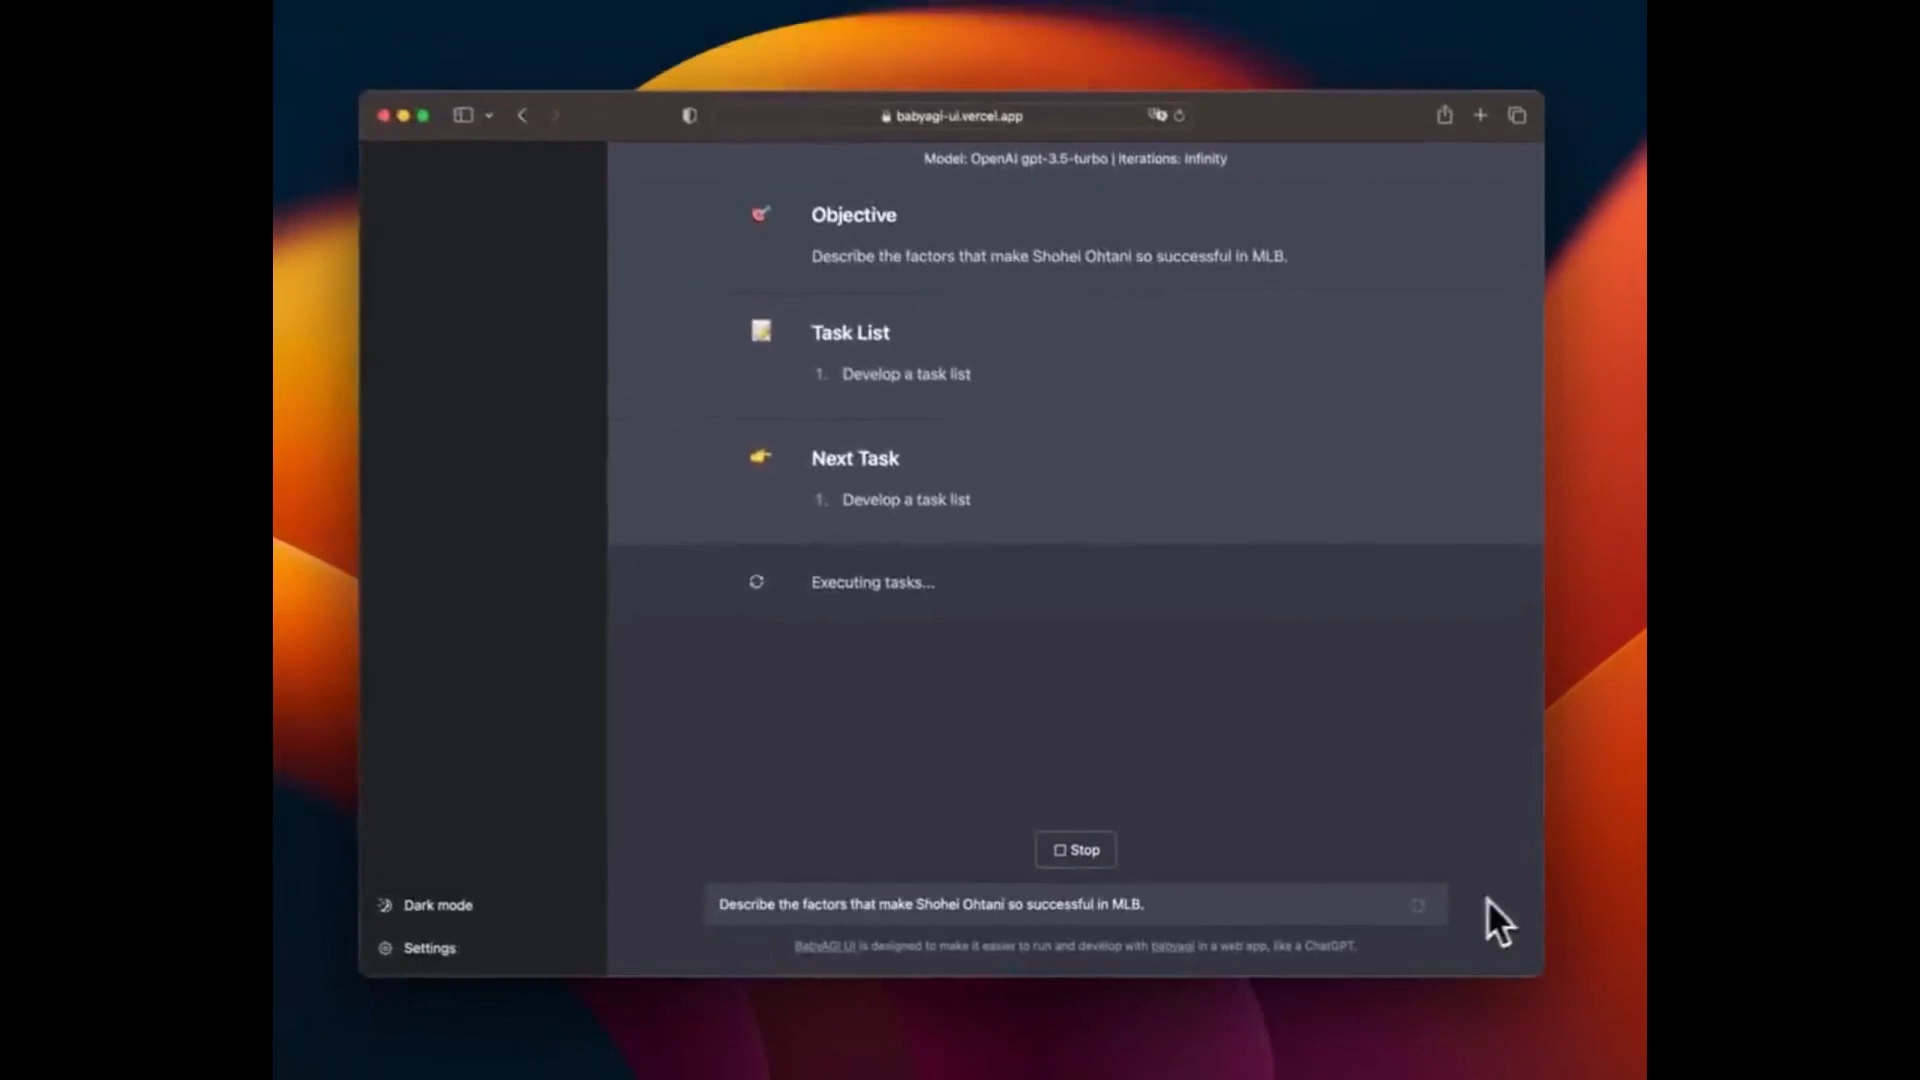 babyagi-ui.vercel.app
Model: OpenAI gpt-3.5-turbo | Iterations: Infinity
Objective
Describe the factors that make Shohei Ohtani so successful in MLB.
Task List
1. Develop a task list
Next Task
1. Develop a task list
Executing tasks...
Stop
Dark mode
Describe the factors that make Shohei Ohtani so successful in MLB.
Settings
BabyAGI UI is designed to make it easier to run and develop with babyagi in a web app, like a ChatGPT.